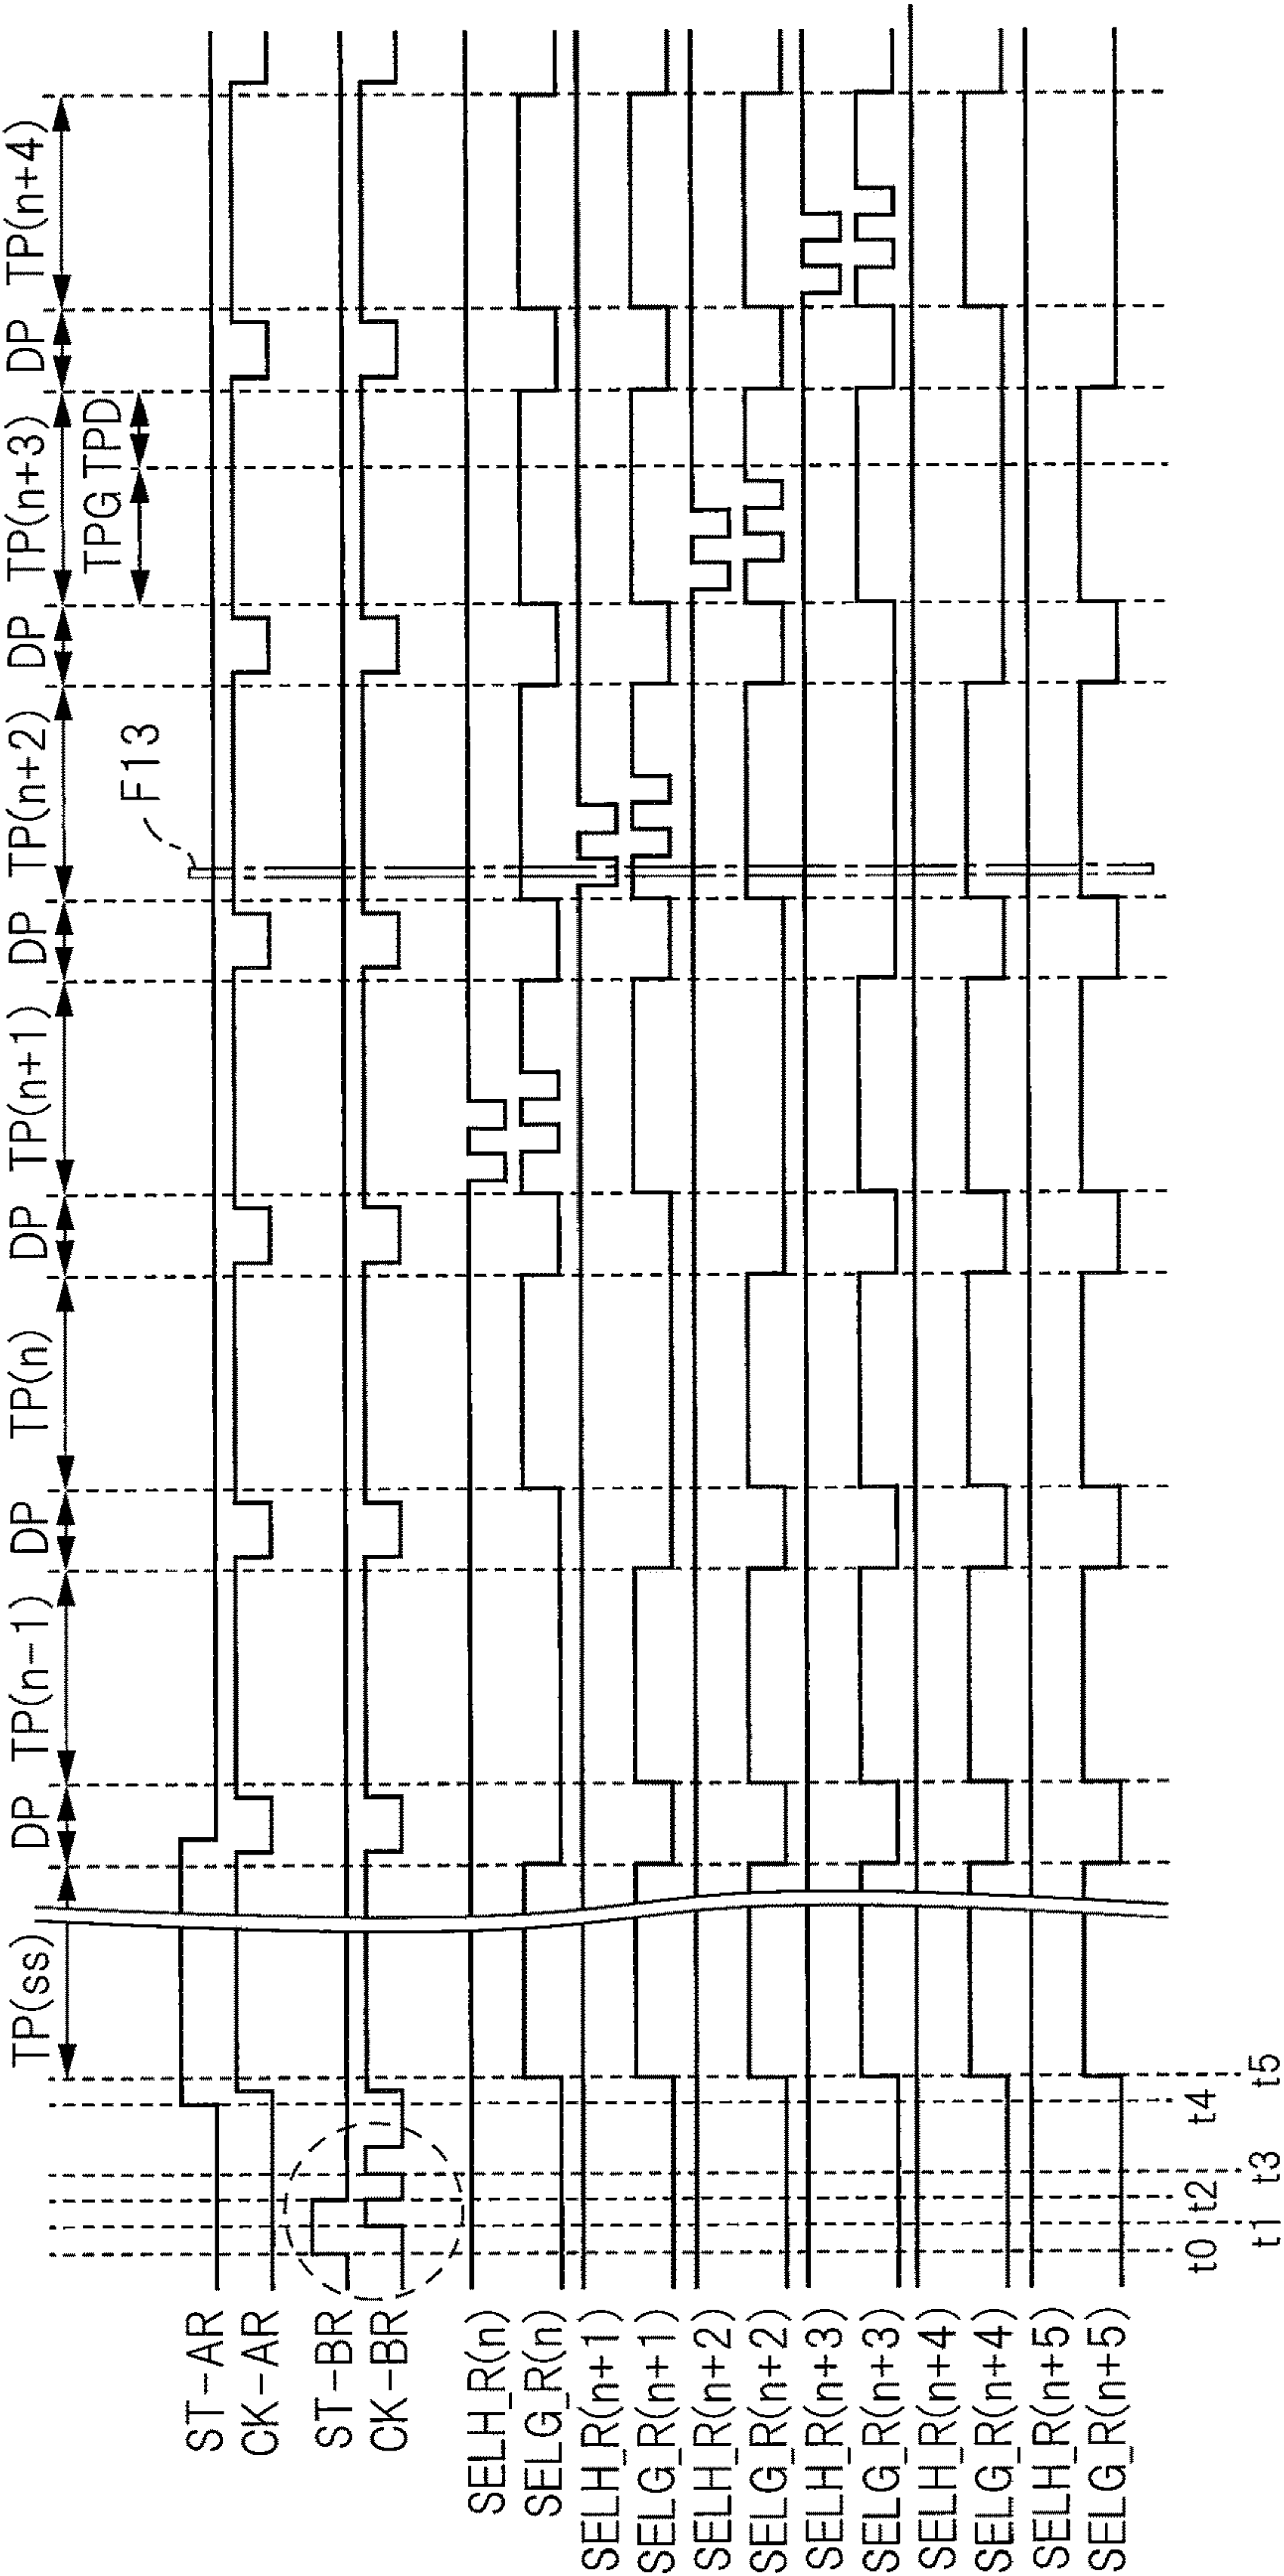 TP(ss) DP TP(n-1) DP TP(n) DP TP(n+1) DP TP(n+2) DP TP(n+3) DP TP(n+4)
TPG TPD
F13
ST-AR
CK-AR
ST-BR
CK-BR
SELH_R(n)
SELG_R(n)
SELH_R(n+1)
SELG_R(n+1)
SELH_R(n+2)
SELG_R(n+2)
SELH_R(n+3)
SELG_R(n+3)
SELH_R(n+4)
SELG_R(n+4)
SELH_R(n+5)
SELG_R(n+5)
t0 t2 t4
t1 t3 t5